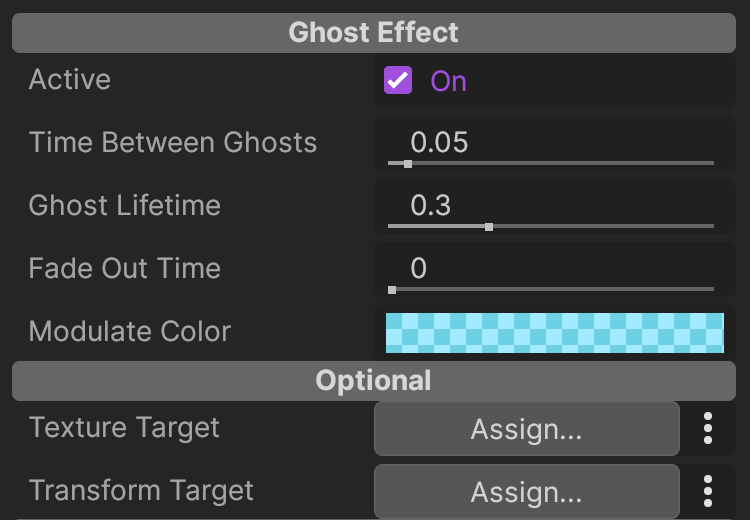 Ghost Effect
Active On
Time Between Ghosts 0.05
Ghost Lifetime 0.3
Fade Out Time 0
Modulate Color
Optional
Texture Target Assign...
Transform Target Assign...